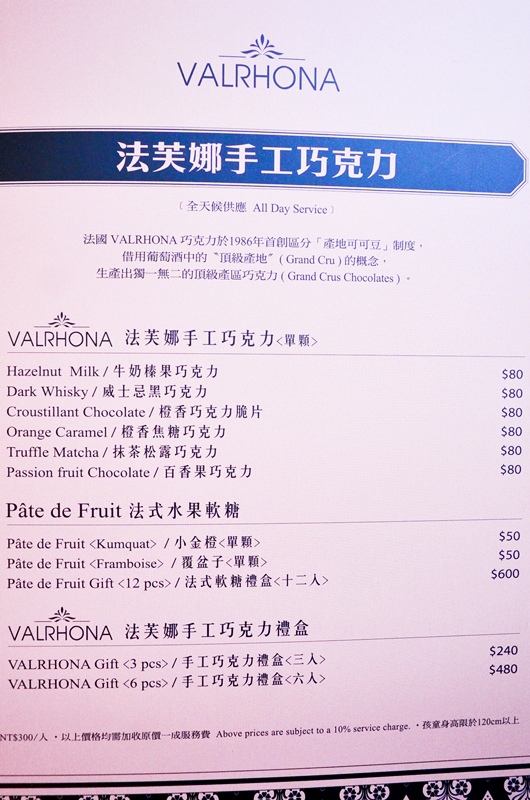 VALRHONA
法芙娜手工巧克力
〔 全天候供應 All Day Service 〕
法國 VALRHONA 巧克力於1986年首創區分「產地可可豆」制度，
借用葡萄酒中的〝頂級產地〞( Grand Cru ) 的概念，
生產出獨一無二的頂級產區巧克力 ( Grand Crus Chocolates ) 。
VALRHONA 法芙娜手工巧克力<單顆>
Hazelnut Milk / 牛奶榛果巧克力 $80
Dark Whisky / 威士忌黑巧克力 $80
Croustillant Chocolate / 橙香巧克力脆片 $80
Orange Caramel / 橙香焦糖巧克力 $80
Truffle Matcha / 抹茶松露巧克力 $80
Passion fruit Chocolate / 百香果巧克力 $80
Pâte de Fruit 法式水果軟糖
Pâte de Fruit <Kumquat> / 小金橙<單顆> $50
Pâte de Fruit <Framboise> / 覆盆子<單顆> $50
Pâte de Fruit Gift <12 pcs> / 法式軟糖禮盒<十二入> $600
VALRHONA 法芙娜手工巧克力禮盒
VALRHONA Gift <3 pcs> / 手工巧克力禮盒<三入> $240
VALRHONA Gift <6 pcs> / 手工巧克力禮盒<六入> $480
NT$300/人 ・以上價格均需加收原價一成服務費 Above prices are subject to a 10% service charge. ・孩童身高限於120cm以上